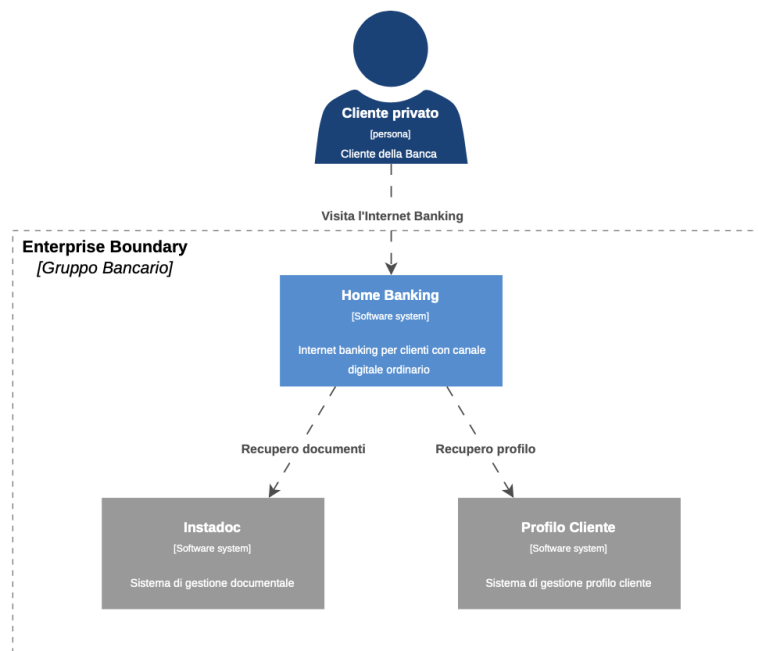 Cliente privato
[persona]
Cliente della Banca
Visita l'Internet Banking
Enterprise Boundary
[Gruppo Bancario]
Home Banking
[Software system]
Internet banking per clienti con canale
digitale ordinario
Recupero documenti
Recupero profilo
Instadoc
[Software system]
Sistema di gestione documentale
Profilo Cliente
[Software system]
Sistema di gestione profilo cliente